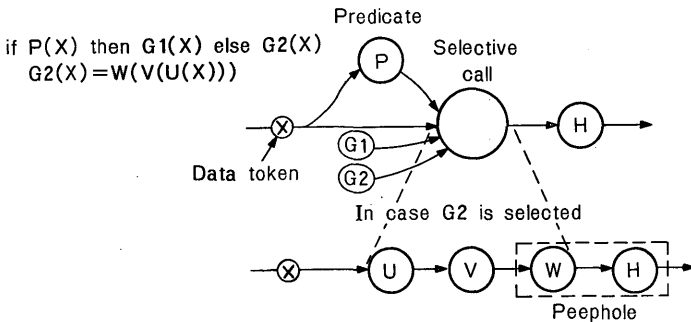 Predicate
if P(X) then G1(X) else G2(X)
G2(X)=W(V(U(X)))
P
Selective
call
X
H
G1
G2
Data token
In case G2 is selected
X
U
V
W
H
Peephole